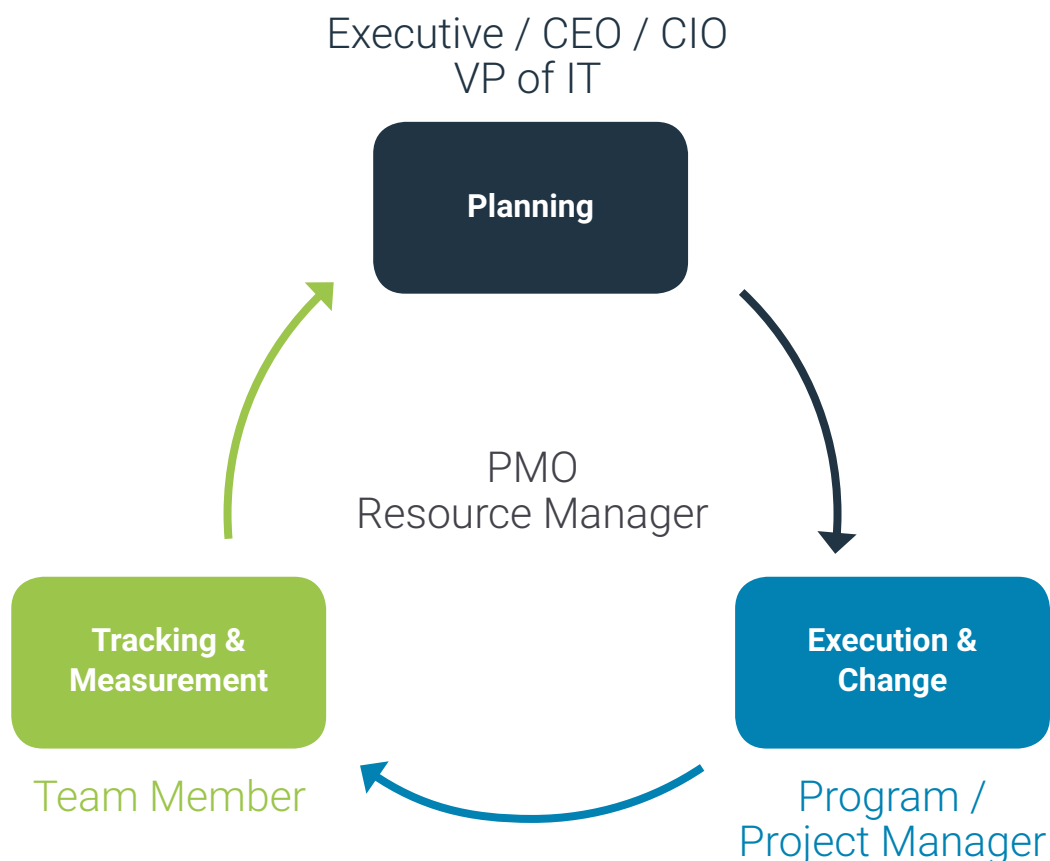 Executive / CEO / CIO
VP of IT
Planning
PMO
Resource Manager
Tracking &
Measurement
Execution &
Change
Team Member
Program /
Project Manager